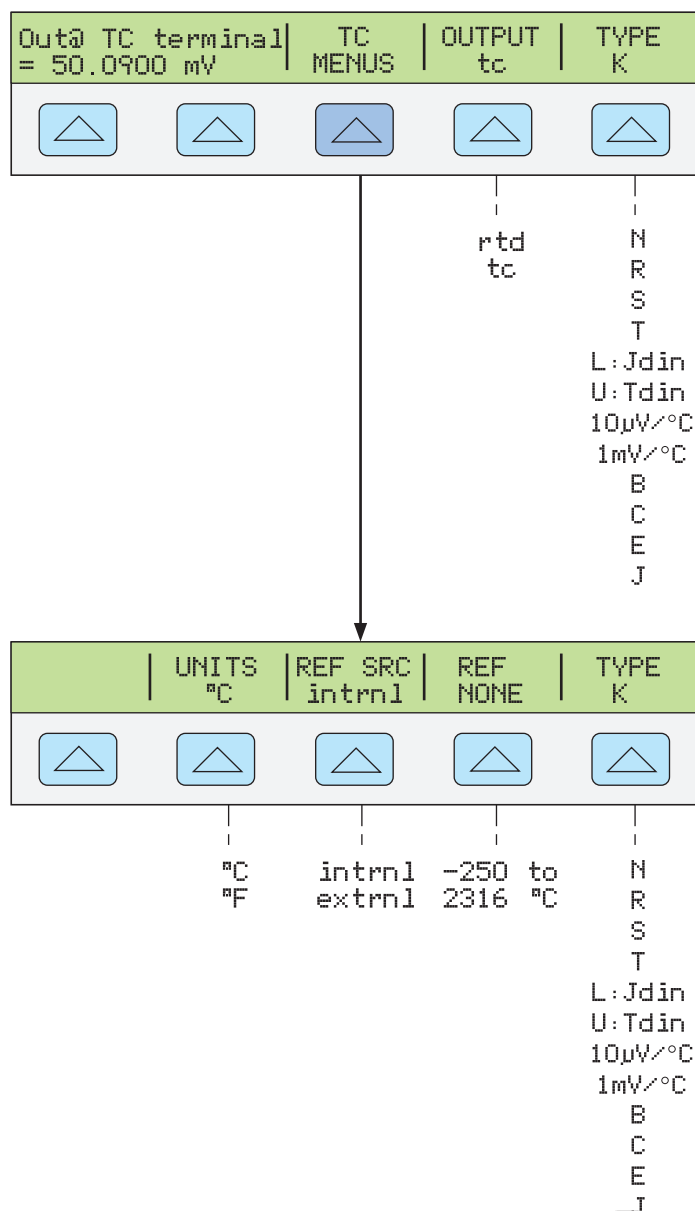 Out@ TC terminal| TC | OUTPUT | TYPE
= 50.0900 mV | MENUS | tc | K
rtd
tc
N
R
S
T
L:Jdin
U:Tdin
10µV/°C
1mV/°C
B
C
E
J
| UNITS |REF SRC| REF | TYPE
| °C | intrnl | NONE | K
°C
°F
intrnl
extrnl
-250 to
2316 °C
N
R
S
T
L:Jdin
U:Tdin
10µV/°C
1mV/°C
B
C
E
J